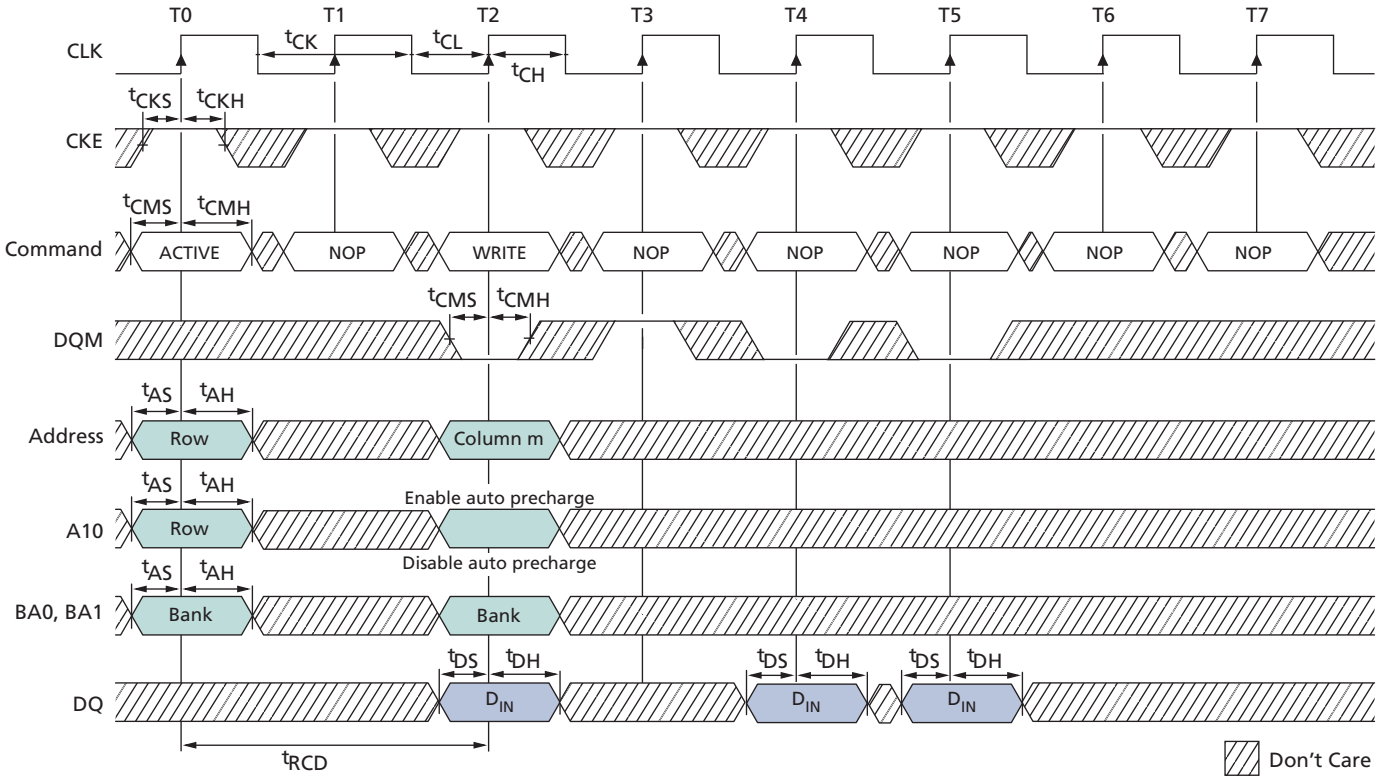 T0 T1 T2 T3 T4 T5 T6 T7
CLK tCK tCL tCH
tCKS tCKH
CKE
tCMS tCMH
Command ACTIVE NOP WRITE NOP NOP NOP NOP NOP
tCMS tCMH
DQM
tAS tAH
Address Row Column m
tAS tAH Enable auto precharge
A10 Row
tAS tAH Disable auto precharge
BA0, BA1 Bank Bank
tDS tDH tDS tDH tDS tDH
DQ DIN DIN DIN
tRCD
Don't Care